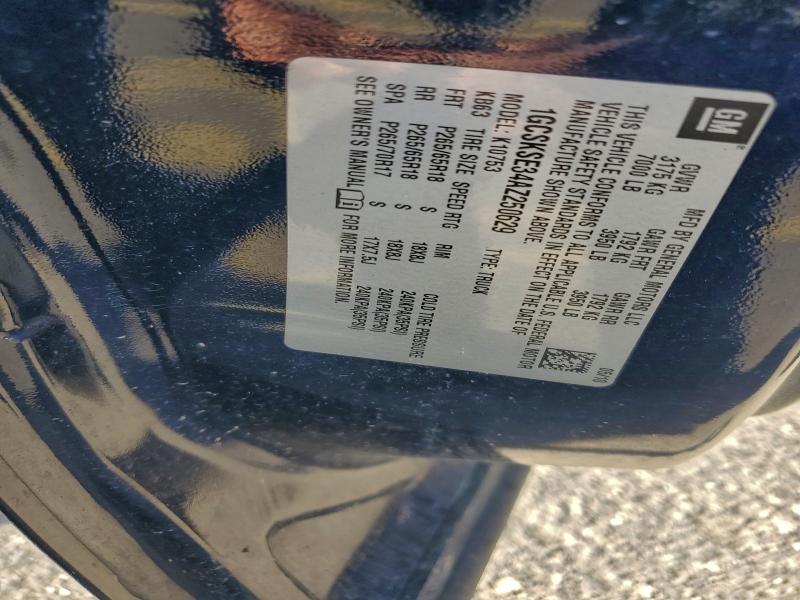 GM
MFD BY GENERAL MOTORS LLC 05/10
GVWR GAWR FRT GAWR RR
3175 KG 1792 KG 1792 KG
7000 LB 3950 LB 3950 LB
THIS VEHICLE CONFORMS TO ALL APPLICABLE U.S. FEDERAL MOTOR
VEHICLE SAFETY STANDARDS IN EFFECT ON THE DATE OF
MANUFACTURE SHOWN ABOVE.
1GCSKSE34AZ250629 TYPE: TRUCK
MODEL: K10753
K863 TIRE SIZE SPEED RTG RIM COLD TIRE PRESSURE
FRT P265/65R18 S 18X8J 240KPA(35PSI)
RR P265/65R18 S 18X8J 240KPA(35PSI)
SPA P265/70R17 S 17X7.5J 240KPA(35PSI)
SEE OWNER'S MANUAL FOR MORE INFORMATION.